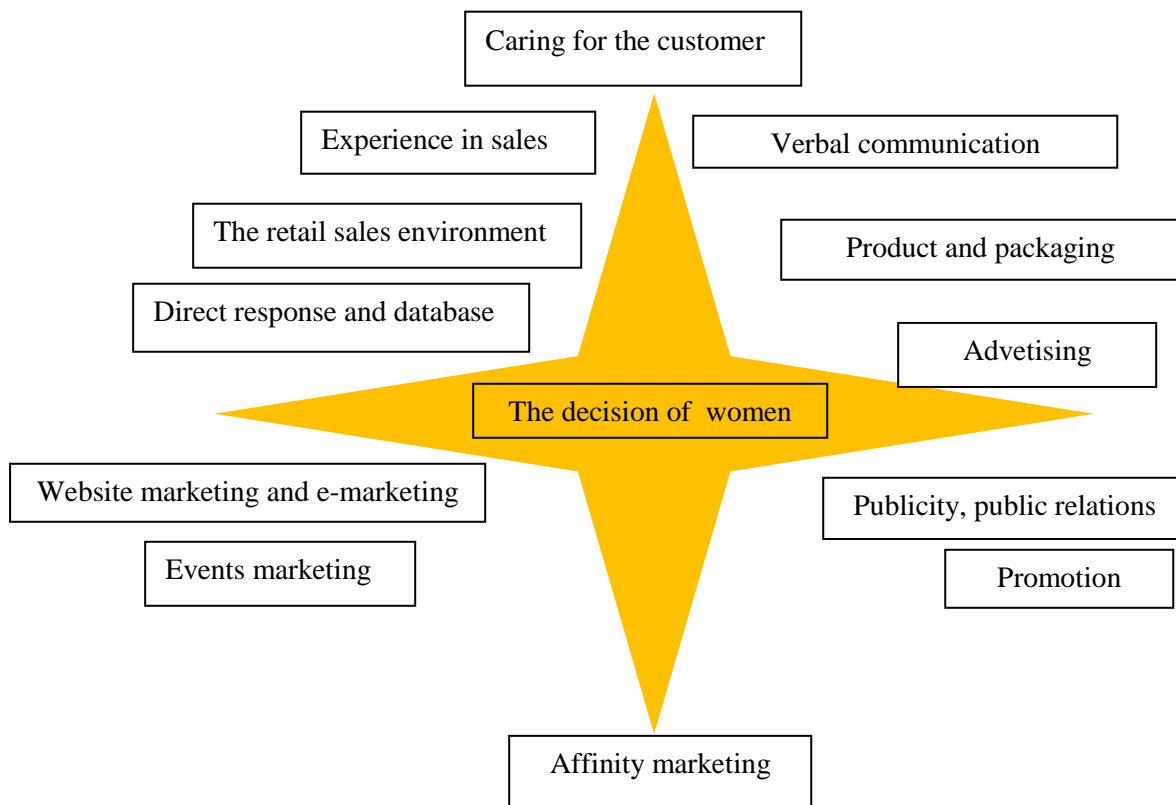 Caring for the customer
Experience in sales
Verbal communication
The retail sales environment
Product and packaging
Direct response and database
Advetising
The decision of  women
Website marketing and e-marketing
Publicity, public relations
Events marketing
Promotion
Affinity marketing